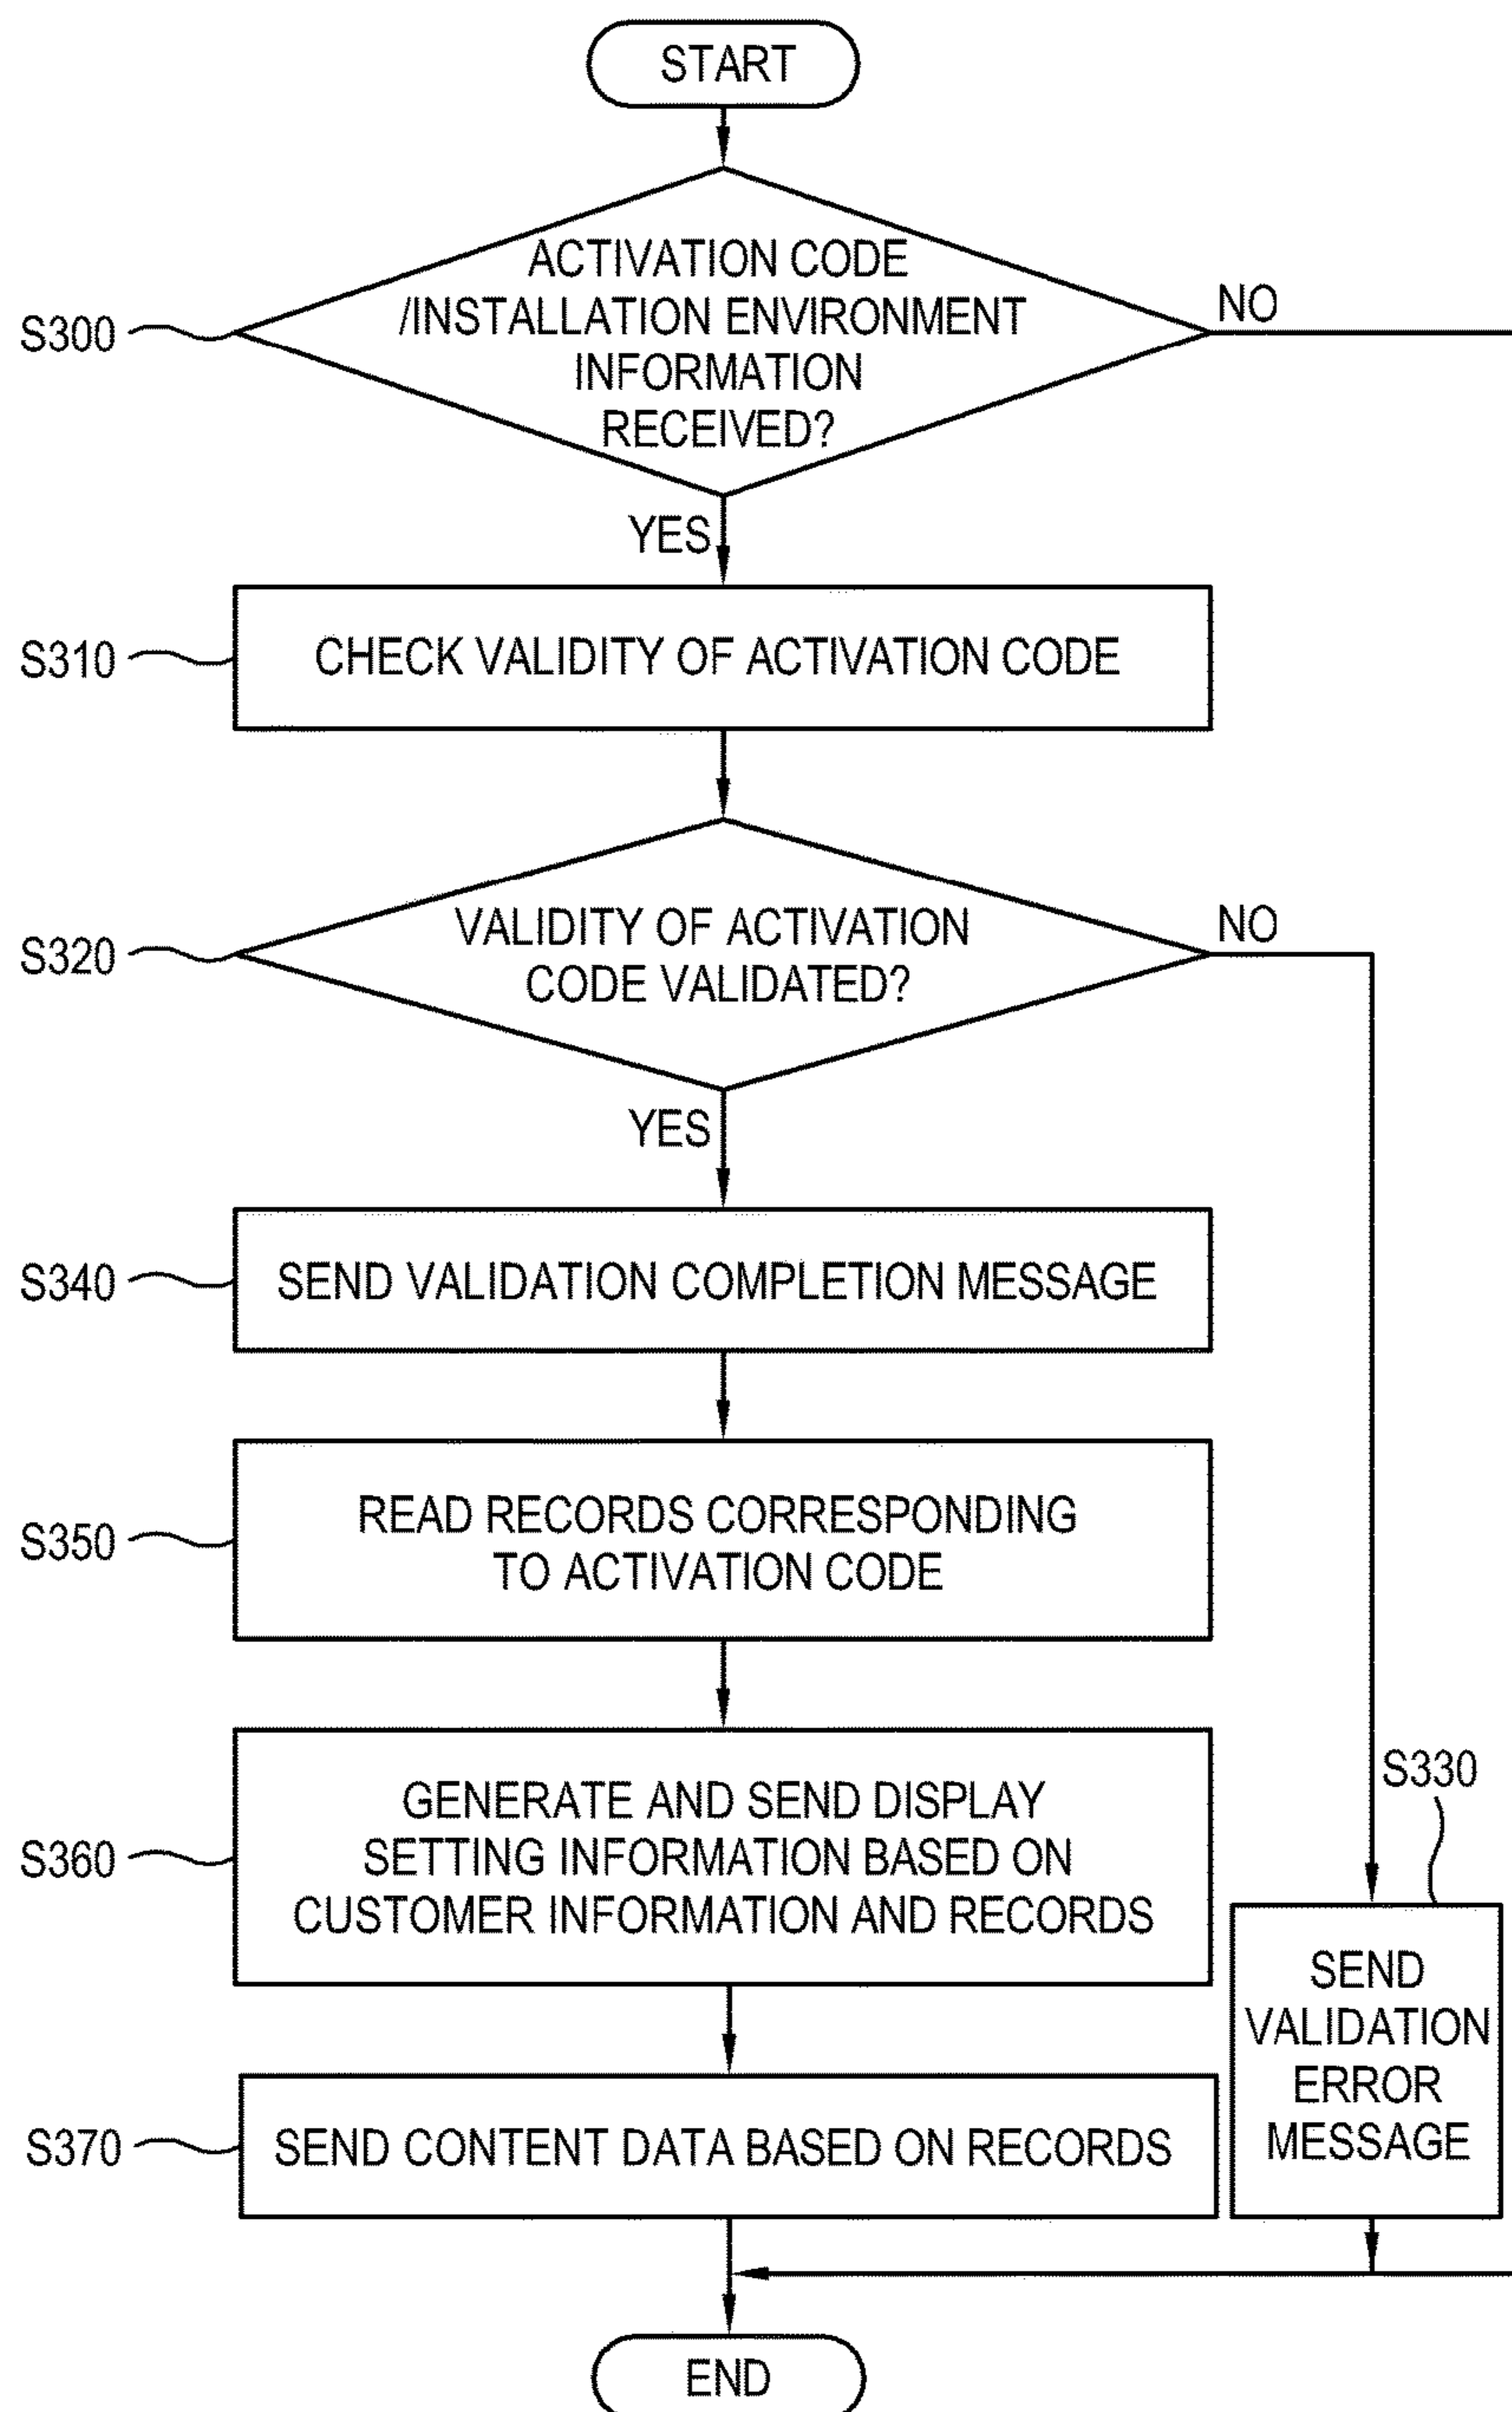 START
ACTIVATION CODE
/INSTALLATION ENVIRONMENT
INFORMATION
RECEIVED?
S300
NO
YES
S310
CHECK VALIDITY OF ACTIVATION CODE
S320
VALIDITY OF ACTIVATION
CODE VALIDATED?
NO
YES
S340
SEND VALIDATION COMPLETION MESSAGE
S350
READ RECORDS CORRESPONDING
TO ACTIVATION CODE
S360
GENERATE AND SEND DISPLAY
SETTING INFORMATION BASED ON
CUSTOMER INFORMATION AND RECORDS
S330
SEND
VALIDATION
ERROR
MESSAGE
S370
SEND CONTENT DATA BASED ON RECORDS
END